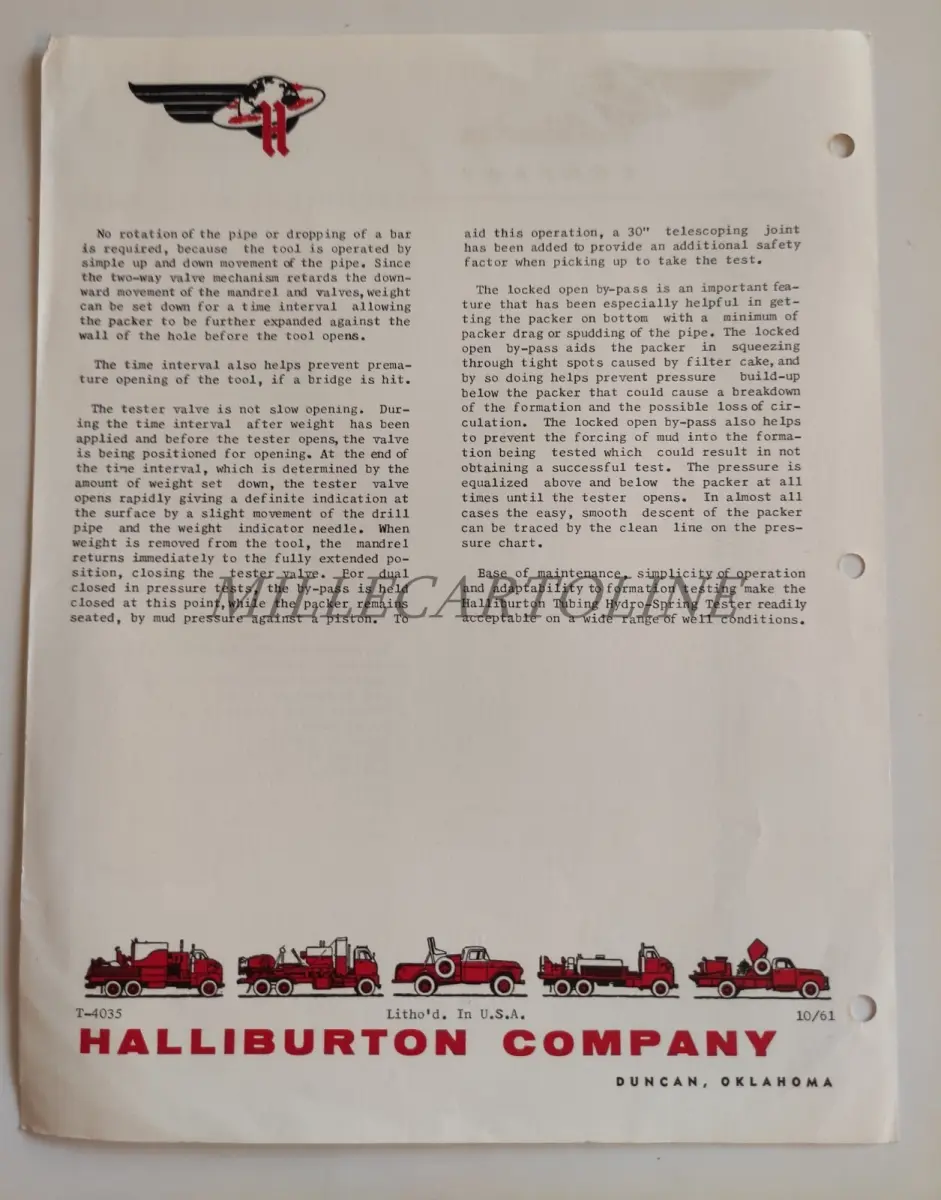 H
No rotation of the pipe or dropping of a bar
is required, because the tool is operated by
simple up and down movement of the pipe. Since
the two-way valve mechanism retards the down-
ward movement of the mandrel and valves, weight
can be set down for a time interval allowing
the packer to be further expanded against the
wall of the hole before the tool opens.
The time interval also helps prevent prema-
ture opening of the tool, if a bridge is hit.
The tester valve is not slow opening. Dur-
ing the time interval after weight has been
applied and before the tester opens, the valve
is being positioned for opening. At the end of
the time interval, which is determined by the
amount of weight set down, the tester valve
opens rapidly giving a definite indication at
the surface by a slight movement of the drill
pipe and the weight indicator needle. When
weight is removed from the tool, the mandrel
returns immediately to the fully extended po-
sition, closing the tester valve. For dual
closed in pressure tests, the by-pass is held
closed at this point, while the packer remains
seated, by mud pressure against a piston. To
aid this operation, a 30" telescoping joint
has been added to provide an additional safety
factor when picking up to take the test.
The locked open by-pass is an important fea-
ture that has been especially helpful in get-
ting the packer on bottom with a minimum of
packer drag or spudding of the pipe. The locked
open by-pass aids the packer in squeezing
through tight spots caused by filter cake, and
by so doing helps prevent pressure build-up
below the packer that could cause a breakdown
of the formation and the possible loss of cir-
culation. The locked open by-pass also helps
to prevent the forcing of mud into the forma-
tion being tested which could result in not
obtaining a successful test. The pressure is
equalized above and below the packer at all
times until the tester opens. In almost all
cases the easy, smooth descent of the packer
can be traced by the clean line on the pres-
sure chart.
Ease of maintenance, simplicity of operation
and adaptability to formation testing make the
Halliburton Tubing Hydro-Spring Tester readily
acceptable on a wide range of well conditions.
MILLECARTOLINE
T-4035 Litho'd. In U.S.A. 10/61
HALLIBURTON COMPANY
DUNCAN, OKLAHOMA